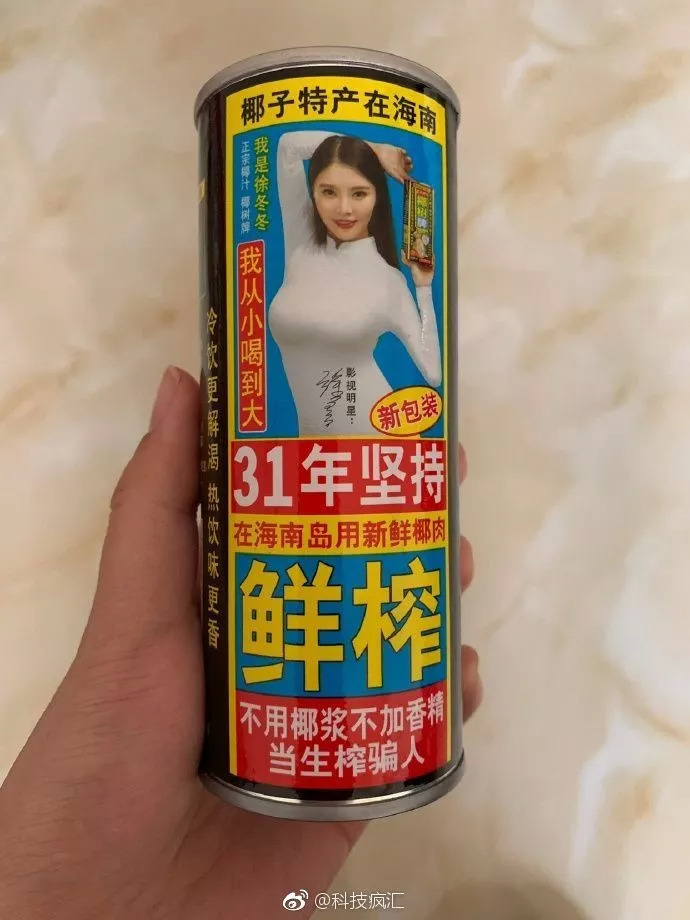 椰子特产在海南
我是徐冬冬
正宗椰汁 椰树牌
我从小喝到大
椰树牌
影视明星：
新包装
31年坚持
在海南岛用新鲜椰肉
鲜榨
不用椰浆不加香精
当生榨骗人
冷饮更解渴 热饮味更香
@科技疯汇